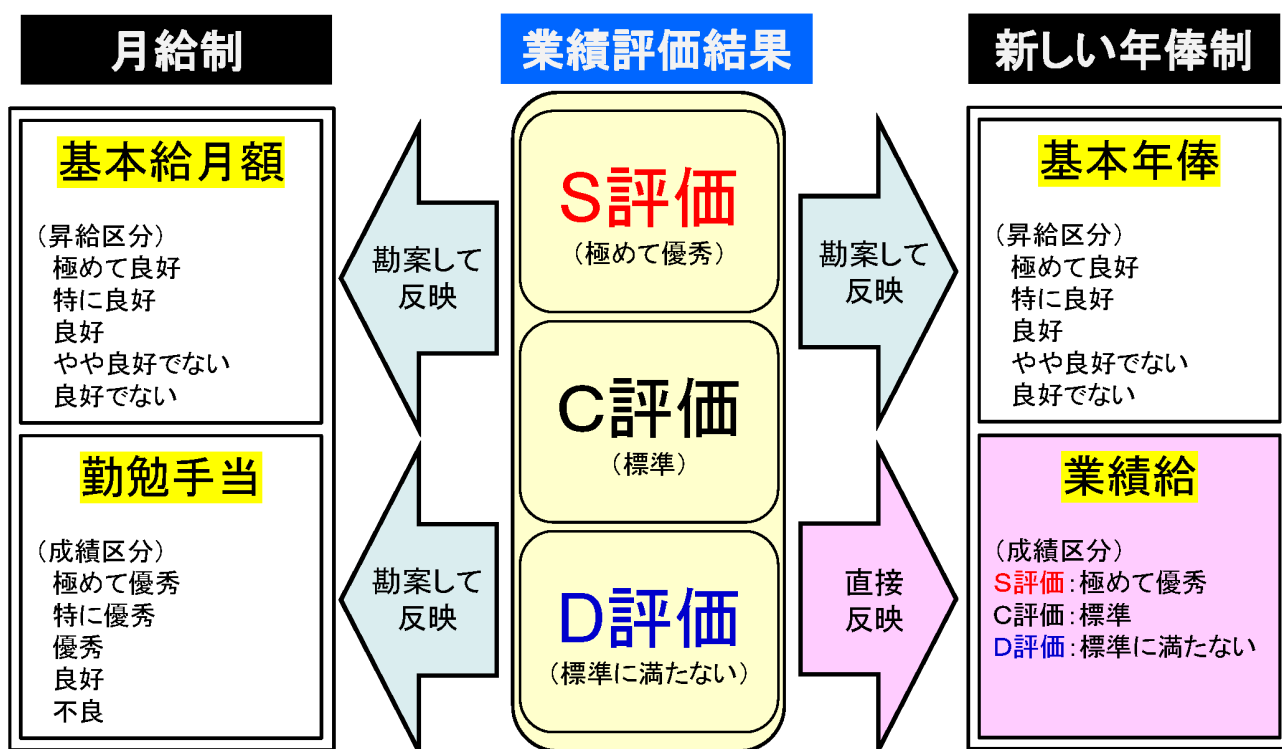 月給制
基本給月額
（昇給区分）
極めて良好
特に良好
良好
やや良好でない
良好でない
勤勉手当
（成績区分）
極めて優秀
特に優秀
優秀
良好
不良
勘案して
反映
勘案して
反映
業績評価結果
S評価
（極めて優秀）
C評価
（標準）
D評価
（標準に満たない）
勘案して
反映
直接
反映
新しい年俸制
基本年俸
（昇給区分）
極めて良好
特に良好
良好
やや良好でない
良好でない
業績給
（成績区分）
S評価：極めて優秀
C評価：標準
D評価：標準に満たない